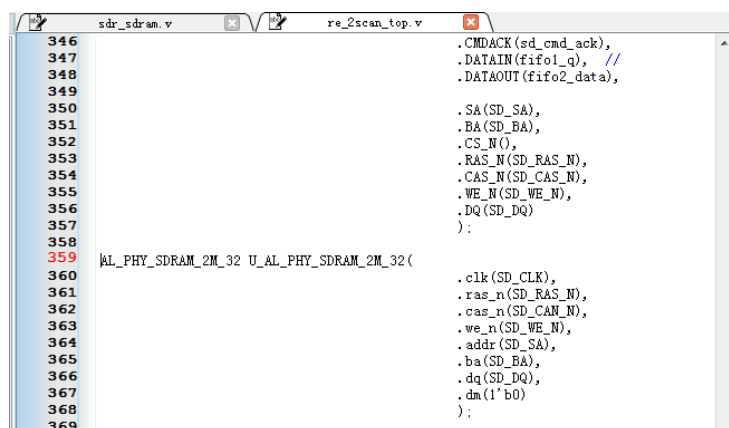 sdr_sdram.v re_2scan_top.v
346 .CMDACK(sd_cmd_ack),
347 .DATAIN(fifo1_q), //
348 .DATAOUT(fifo2_data),
349
350 .SA(SD_SA),
351 .BA(SD_BA),
352 .CS_N(),
353 .RAS_N(SD_RAS_N),
354 .CAS_N(SD_CAS_N),
355 .WE_N(SD_WE_N),
356 .DQ(SD_DQ)
357 );
358
359 AL_PHY_SDRAM_2M_32 U_AL_PHY_SDRAM_2M_32(
360 .clk(SD_CLK),
361 .ras_n(SD_RAS_N),
362 .cas_n(SD_CAN_N),
363 .we_n(SD_WE_N),
364 .addr(SD_SA),
365 .ba(SD_BA),
366 .dq(SD_DQ),
367 .dm(1'b0)
368 );
369